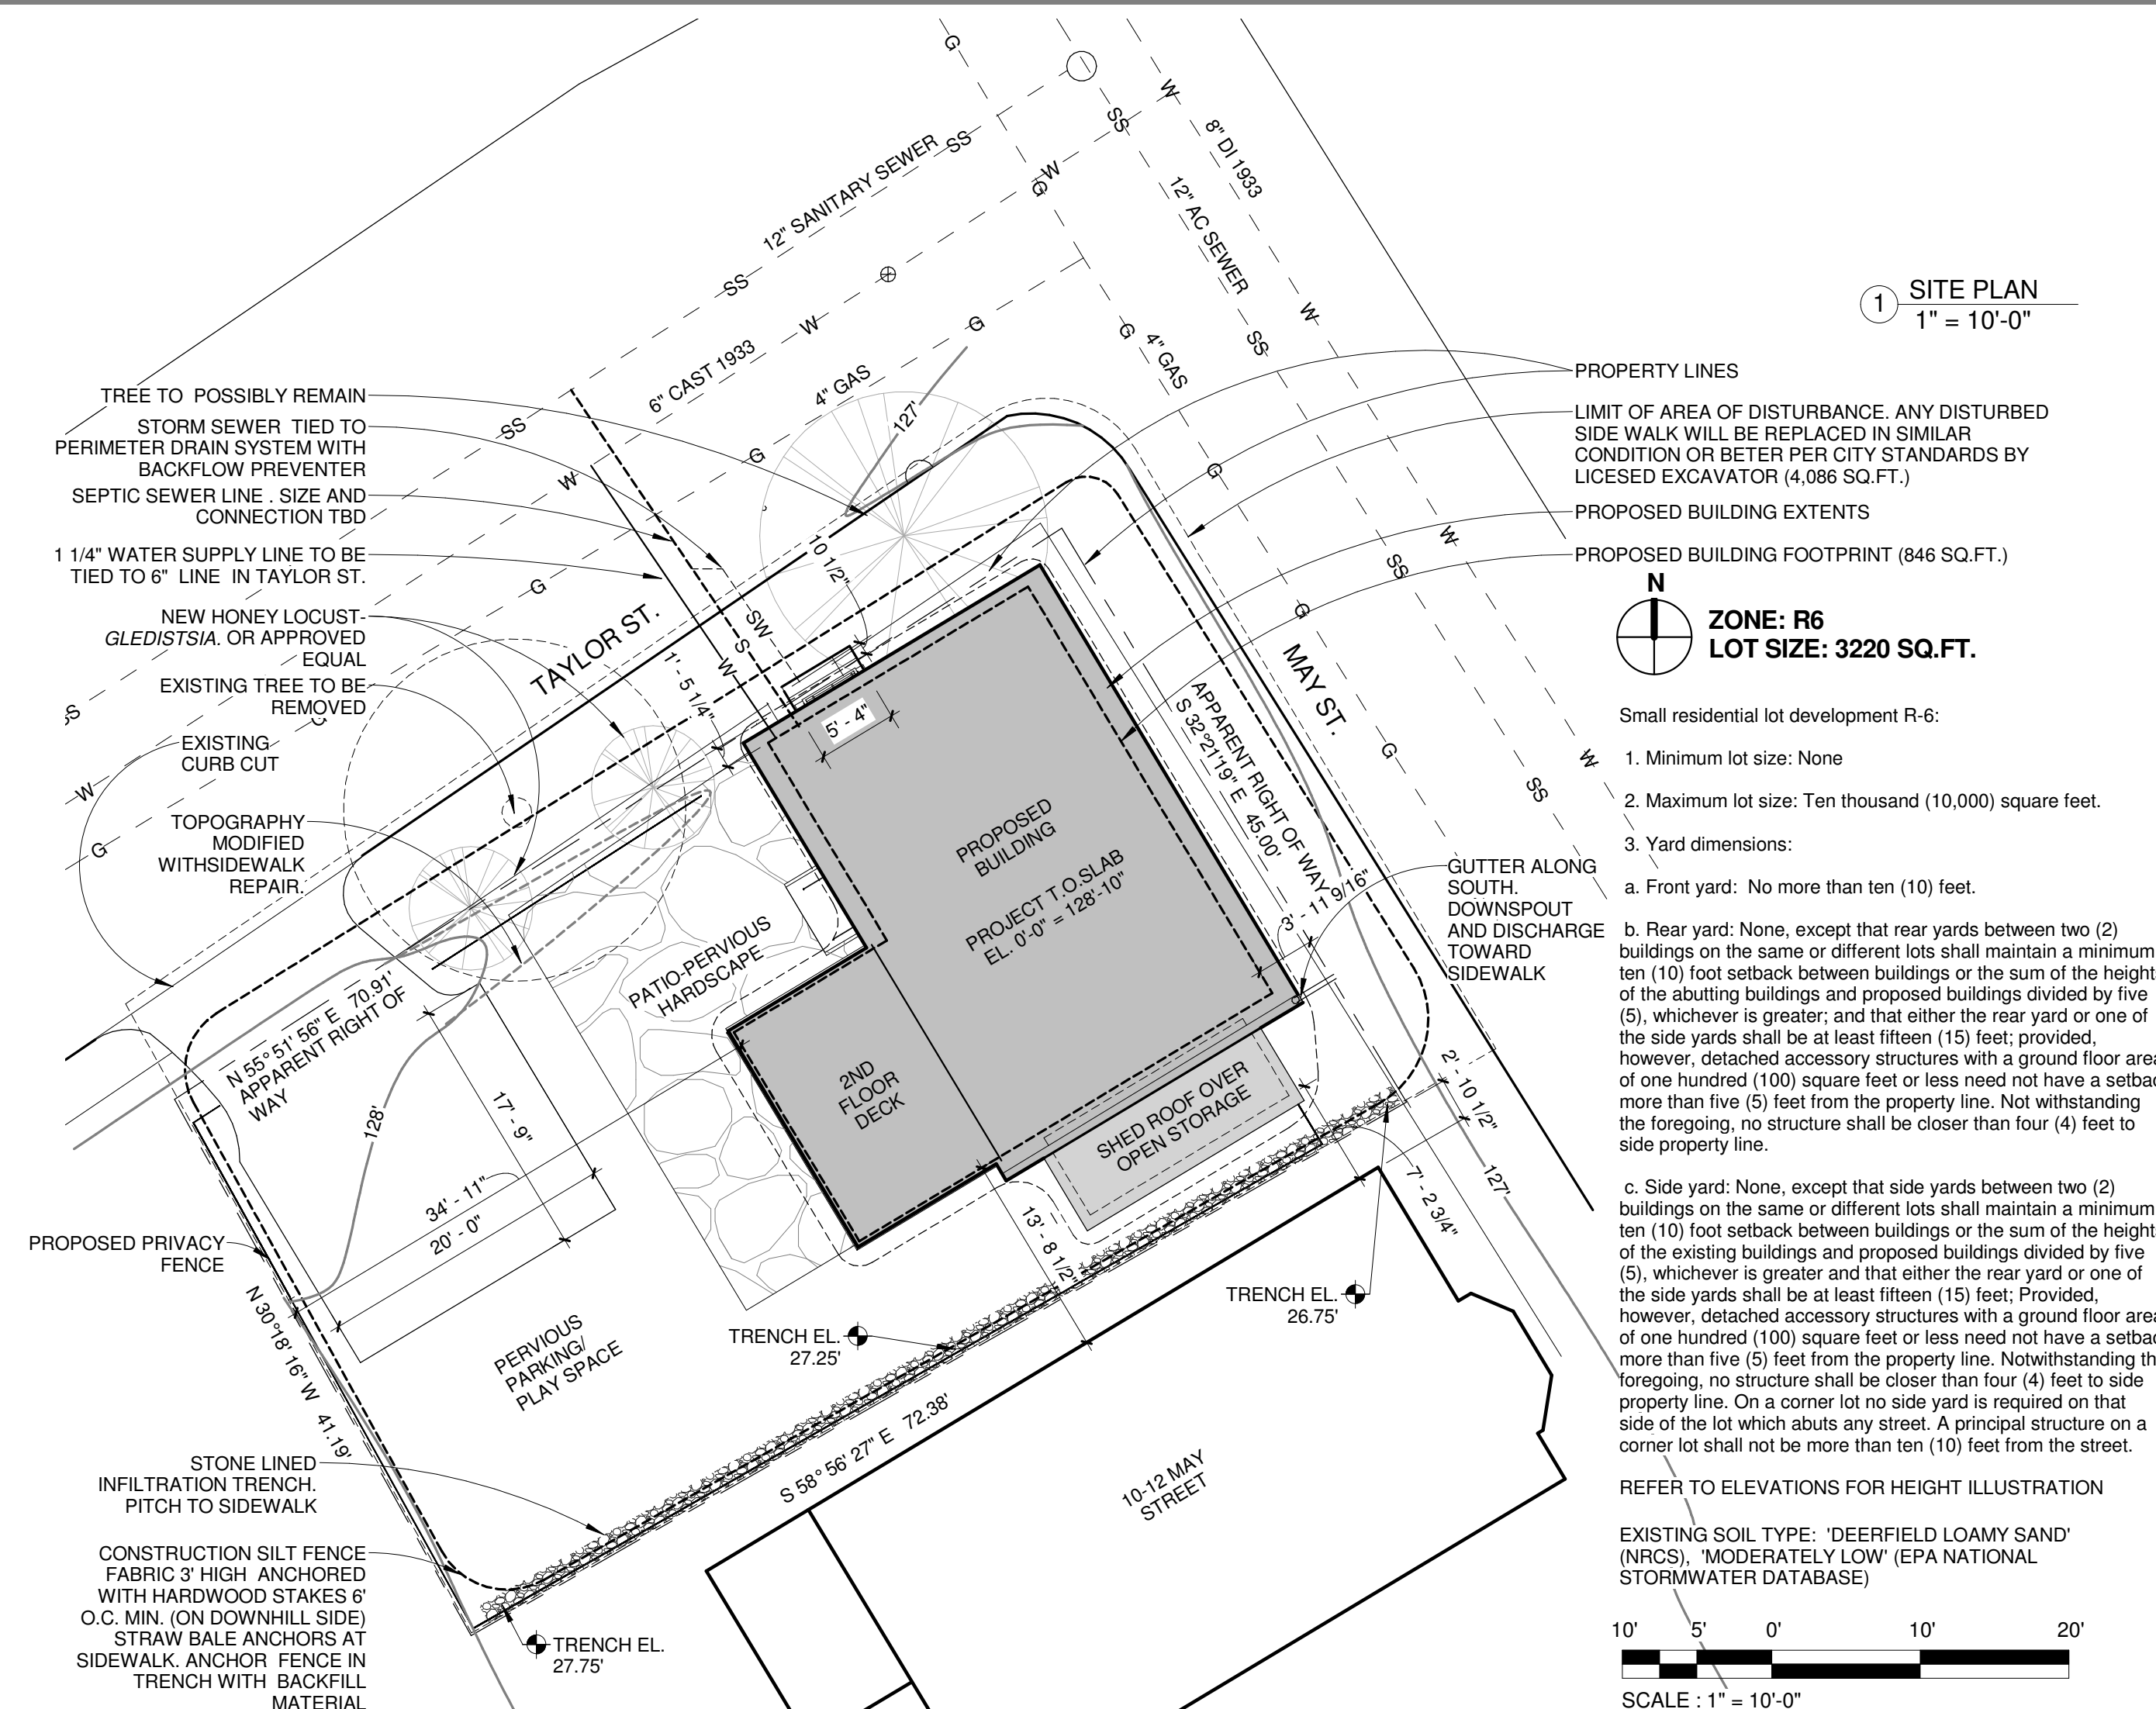 1
SITE PLAN
1" = 10'-0"
G
SS
W
8" DI 1933
12" AC SEWER
12" SANITARY SEWER
SS
W
G
SS
6" CAST 1933
W
4" GAS
G
G
4" GAS
SS
W
127'
TREE TO POSSIBLY REMAIN
STORM SEWER TIED TO
PERIMETER DRAIN SYSTEM WITH
BACKFLOW PREVENTER
SEPTIC SEWER LINE . SIZE AND
CONNECTION TBD
1 1/4" WATER SUPPLY LINE TO BE
TIED TO 6" LINE IN TAYLOR ST.
NEW HONEY LOCUST-
GLEDISTSIA. OR APPROVED
EQUAL
EXISTING TREE TO BE
REMOVED
EXISTING
CURB CUT
TOPOGRAPHY
MODIFIED
WITHSIDEWALK
REPAIR.
PROPOSED PRIVACY
FENCE
STONE LINED
INFILTRATION TRENCH.
PITCH TO SIDEWALK
CONSTRUCTION SILT FENCE
FABRIC 3' HIGH ANCHORED
WITH HARDWOOD STAKES 6'
O.C. MIN. (ON DOWNHILL SIDE)
STRAW BALE ANCHORS AT
SIDEWALK. ANCHOR FENCE IN
TRENCH WITH BACKFILL
MATERIAL
SS
W
G
G
SS
W
G
G
W
G
SS
G
SS
W
G
W
SS
TAYLOR ST.
MAY ST.
SW
S
W
10 1/2"
1' - 5 1/4"
5' - 4"
APPARENT RIGHT OF WAY
S 32°21'19" E 45.00'
PROPOSED
BUILDING
PROJECT T.O.SLAB
EL. 0'-0" = 128'-10"
3' - 11 9/16"
PATIO-PERVIOUS
HARDSCAPE
2ND
FLOOR
DECK
SHED ROOF OVER
OPEN STORAGE
N 55° 51' 56" E 70.91'
APPARENT RIGHT OF
WAY
128'
17' - 9"
34' - 11"
20' - 0"
13' - 8 1/2"
2' - 10 1/2"
7' - 2 3/4"
127'
N 30°18' 16" W 41.19'
PERVIOUS
PARKING/
PLAY SPACE
TRENCH EL.
27.25'
TRENCH EL.
26.75'
TRENCH EL.
27.75'
S 58° 56' 27" E 72.38'
10-12 MAY
STREET
PROPERTY LINES
LIMIT OF AREA OF DISTURBANCE. ANY DISTURBED
SIDE WALK WILL BE REPLACED IN SIMILAR
CONDITION OR BETER PER CITY STANDARDS BY
LICESED EXCAVATOR (4,086 SQ.FT.)
PROPOSED BUILDING EXTENTS
PROPOSED BUILDING FOOTPRINT (846 SQ.FT.)
GUTTER ALONG
SOUTH.
DOWNSPOUT
AND DISCHARGE
TOWARD
SIDEWALK
N
ZONE: R6
LOT SIZE: 3220 SQ.FT.
Small residential lot development R-6:
1. Minimum lot size: None
2. Maximum lot size: Ten thousand (10,000) square feet.
3. Yard dimensions:
a. Front yard: No more than ten (10) feet.
b. Rear yard: None, except that rear yards between two (2)
buildings on the same or different lots shall maintain a minimum
ten (10) foot setback between buildings or the sum of the height
of the abutting buildings and proposed buildings divided by five
(5), whichever is greater; and that either the rear yard or one of
the side yards shall be at least fifteen (15) feet; provided,
however, detached accessory structures with a ground floor area
of one hundred (100) square feet or less need not have a setbac
more than five (5) feet from the property line. Not withstanding
the foregoing, no structure shall be closer than four (4) feet to
side property line.
c. Side yard: None, except that side yards between two (2)
buildings on the same or different lots shall maintain a minimum
ten (10) foot setback between buildings or the sum of the height
of the existing buildings and proposed buildings divided by five
(5), whichever is greater and that either the rear yard or one of
the side yards shall be at least fifteen (15) feet; Provided,
however, detached accessory structures with a ground floor area
of one hundred (100) square feet or less need not have a setbac
more than five (5) feet from the property line. Notwithstanding th
foregoing, no structure shall be closer than four (4) feet to side
property line. On a corner lot no side yard is required on that
side of the lot which abuts any street. A principal structure on a
corner lot shall not be more than ten (10) feet from the street.
REFER TO ELEVATIONS FOR HEIGHT ILLUSTRATION
EXISTING SOIL TYPE: 'DEERFIELD LOAMY SAND'
(NRCS), 'MODERATELY LOW' (EPA NATIONAL
STORMWATER DATABASE)
10' 5' 0' 10' 20'
SCALE : 1" = 10'-0"